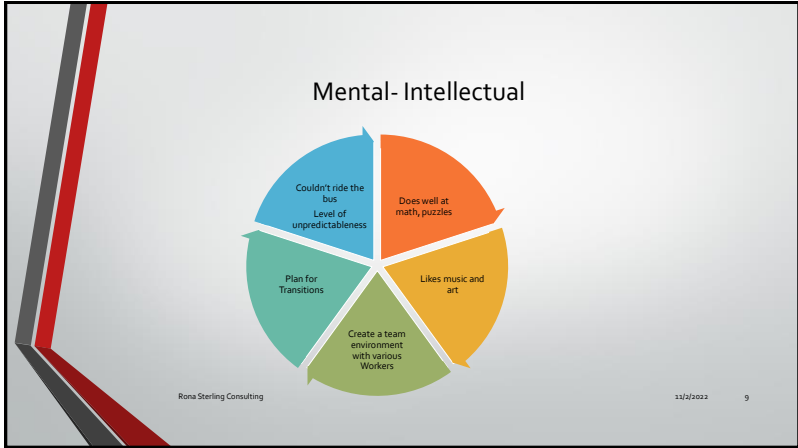 Mental- Intellectual
Couldn't ride the
bus
Level of
unpredictableness
Does well at
math, puzzles
Likes music and
art
Create a team
environment
with various
Workers
Plan for
Transitions
Rona Sterling Consulting
11/2/2022
9